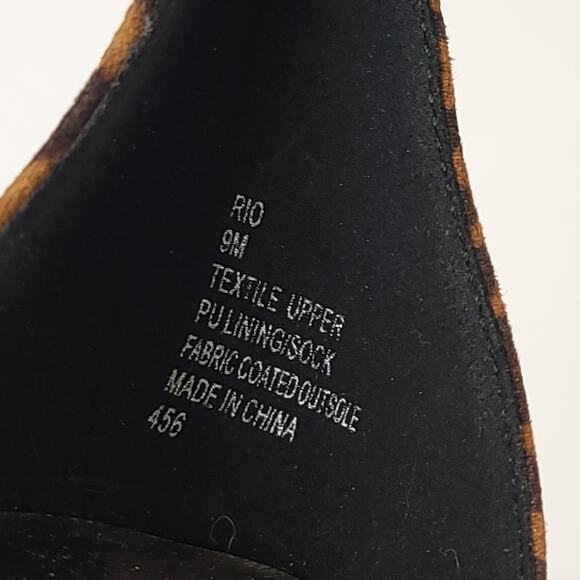 RIO
9M
TEXTILE UPPER
PU LINING/SOCK
FABRIC COATED OUTSOLE
MADE IN CHINA
456